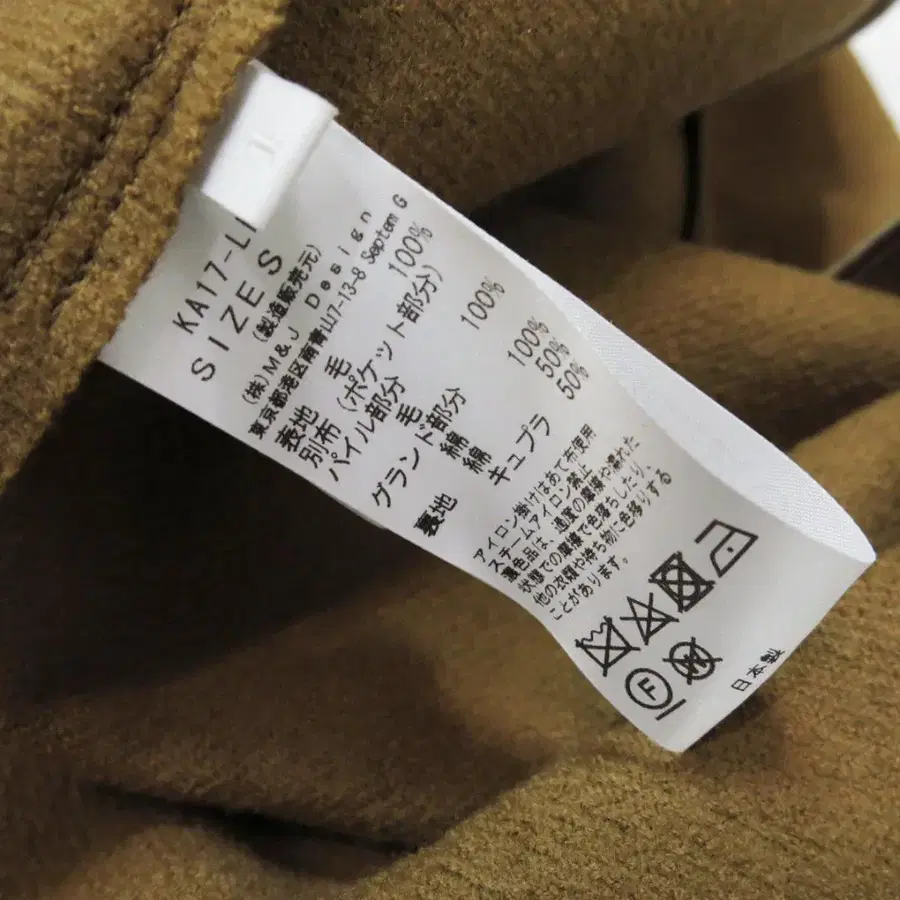 KA17-L
SIZE S
(製造販売元)
(株) M & J Design
東京都港区南青山7-13-8 Septem G
表地 毛 100%
別布 (ポケット部分)
パイル部分 毛 100%
グランド部分 綿 100%
裏地 綿 50%
キュプラ 50%
アイロン掛けはあて布使用
スチームアイロン禁止
濃色品は、過度の摩擦や濡れた
状態での摩擦で色落ちしたり、
他の衣類や持ち物に色移りする
ことがあります。
F
W
日本製